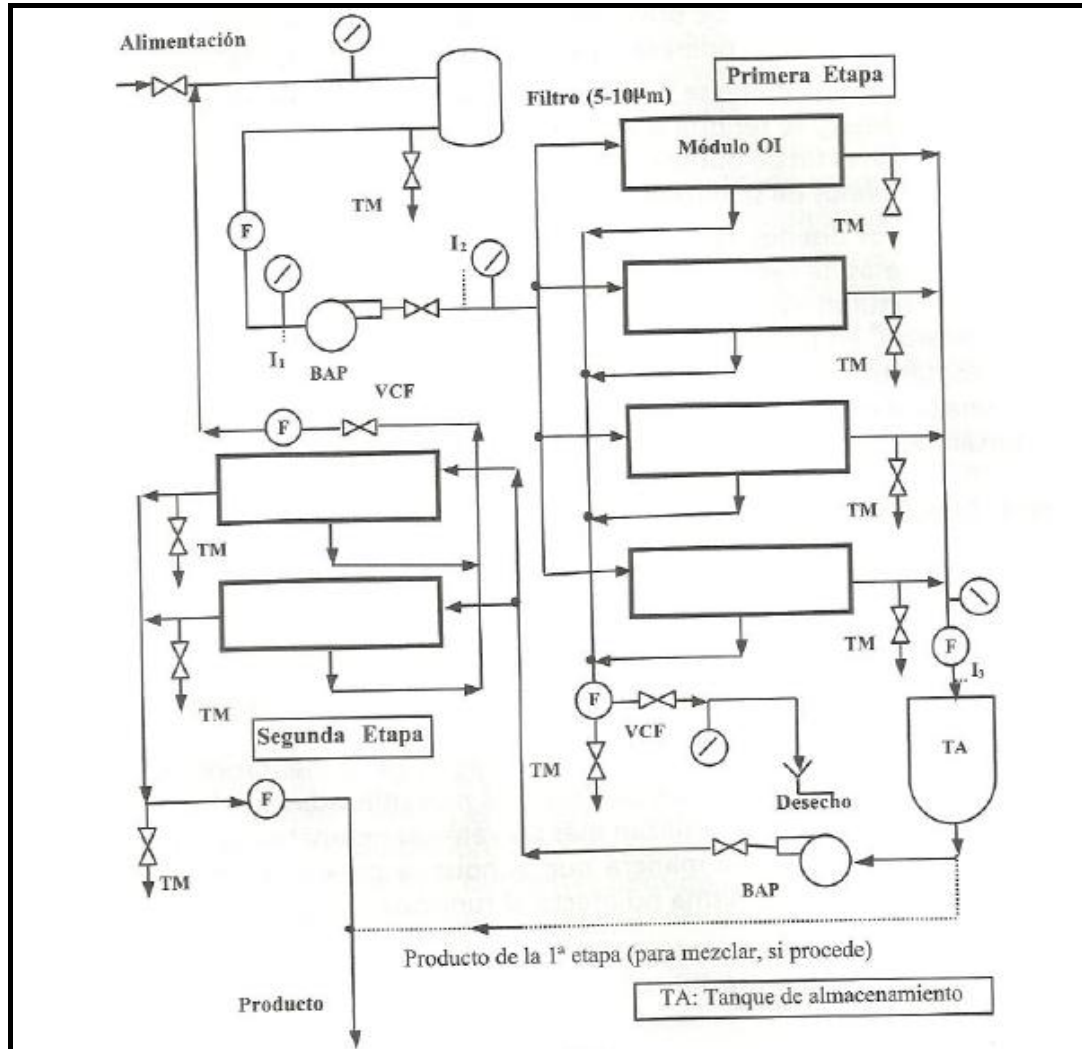 Alimentación
Filtro (5-10µm)
Primera Etapa
Módulo OI
TM
TM
F
I₂
I₁
BAP
TM
VCF
F
TM
TM
TM
TM
F
I₃
TM
Segunda Etapa
F
VCF
TM
TA
Desecho
F
TM
BAP
Producto de la 1ª etapa (para mezclar, si procede)
Producto
TA: Tanque de almacenamiento